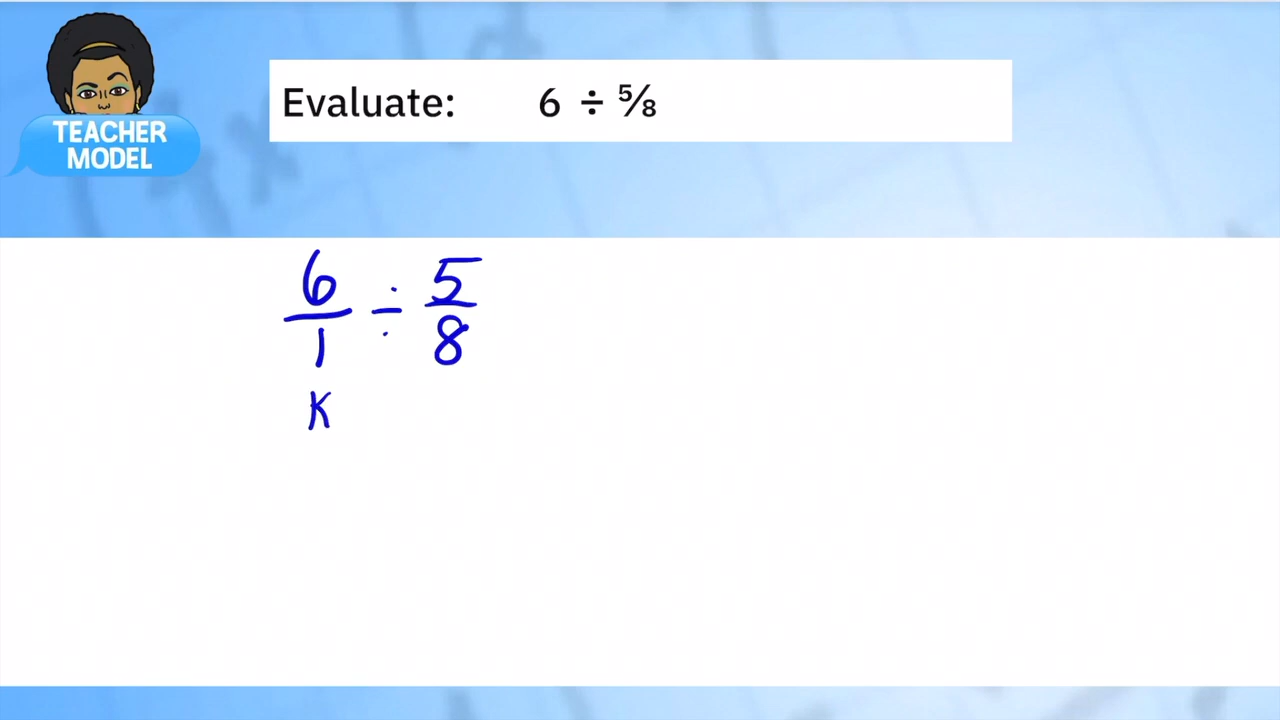 TEACHER
MODEL
Evaluate: 6 ÷ ⅝
6/1 ÷ 5/8
K